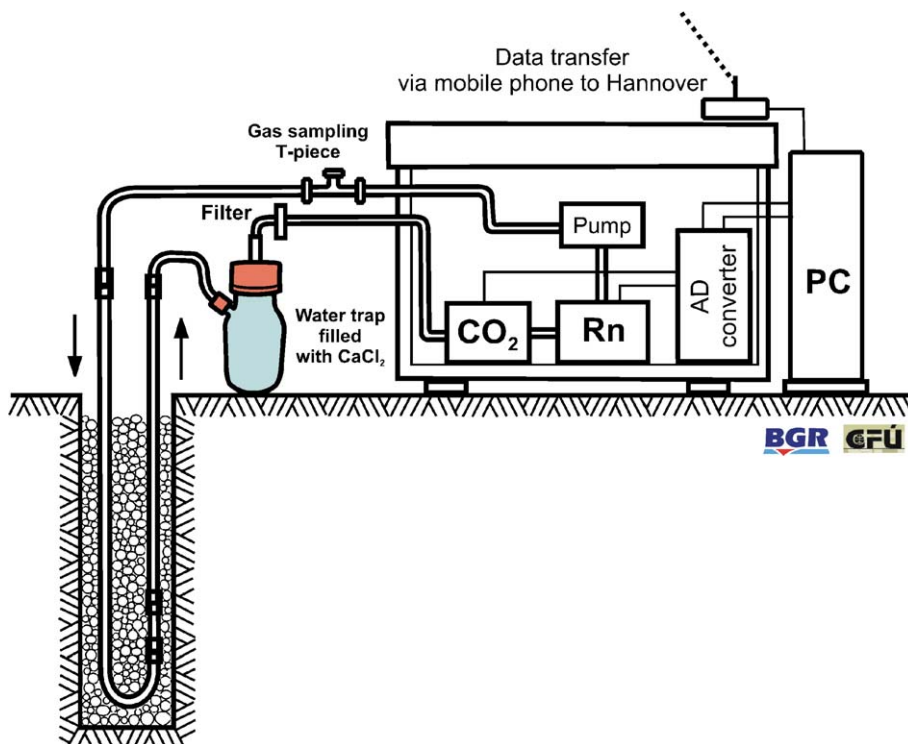 Data transfer
via mobile phone to Hannover
Gas sampling
T-piece
Filter
Pump
Water trap
filled
with CaCl₂
CO₂
Rn
AD
converter
PC
BGR
GFÚ